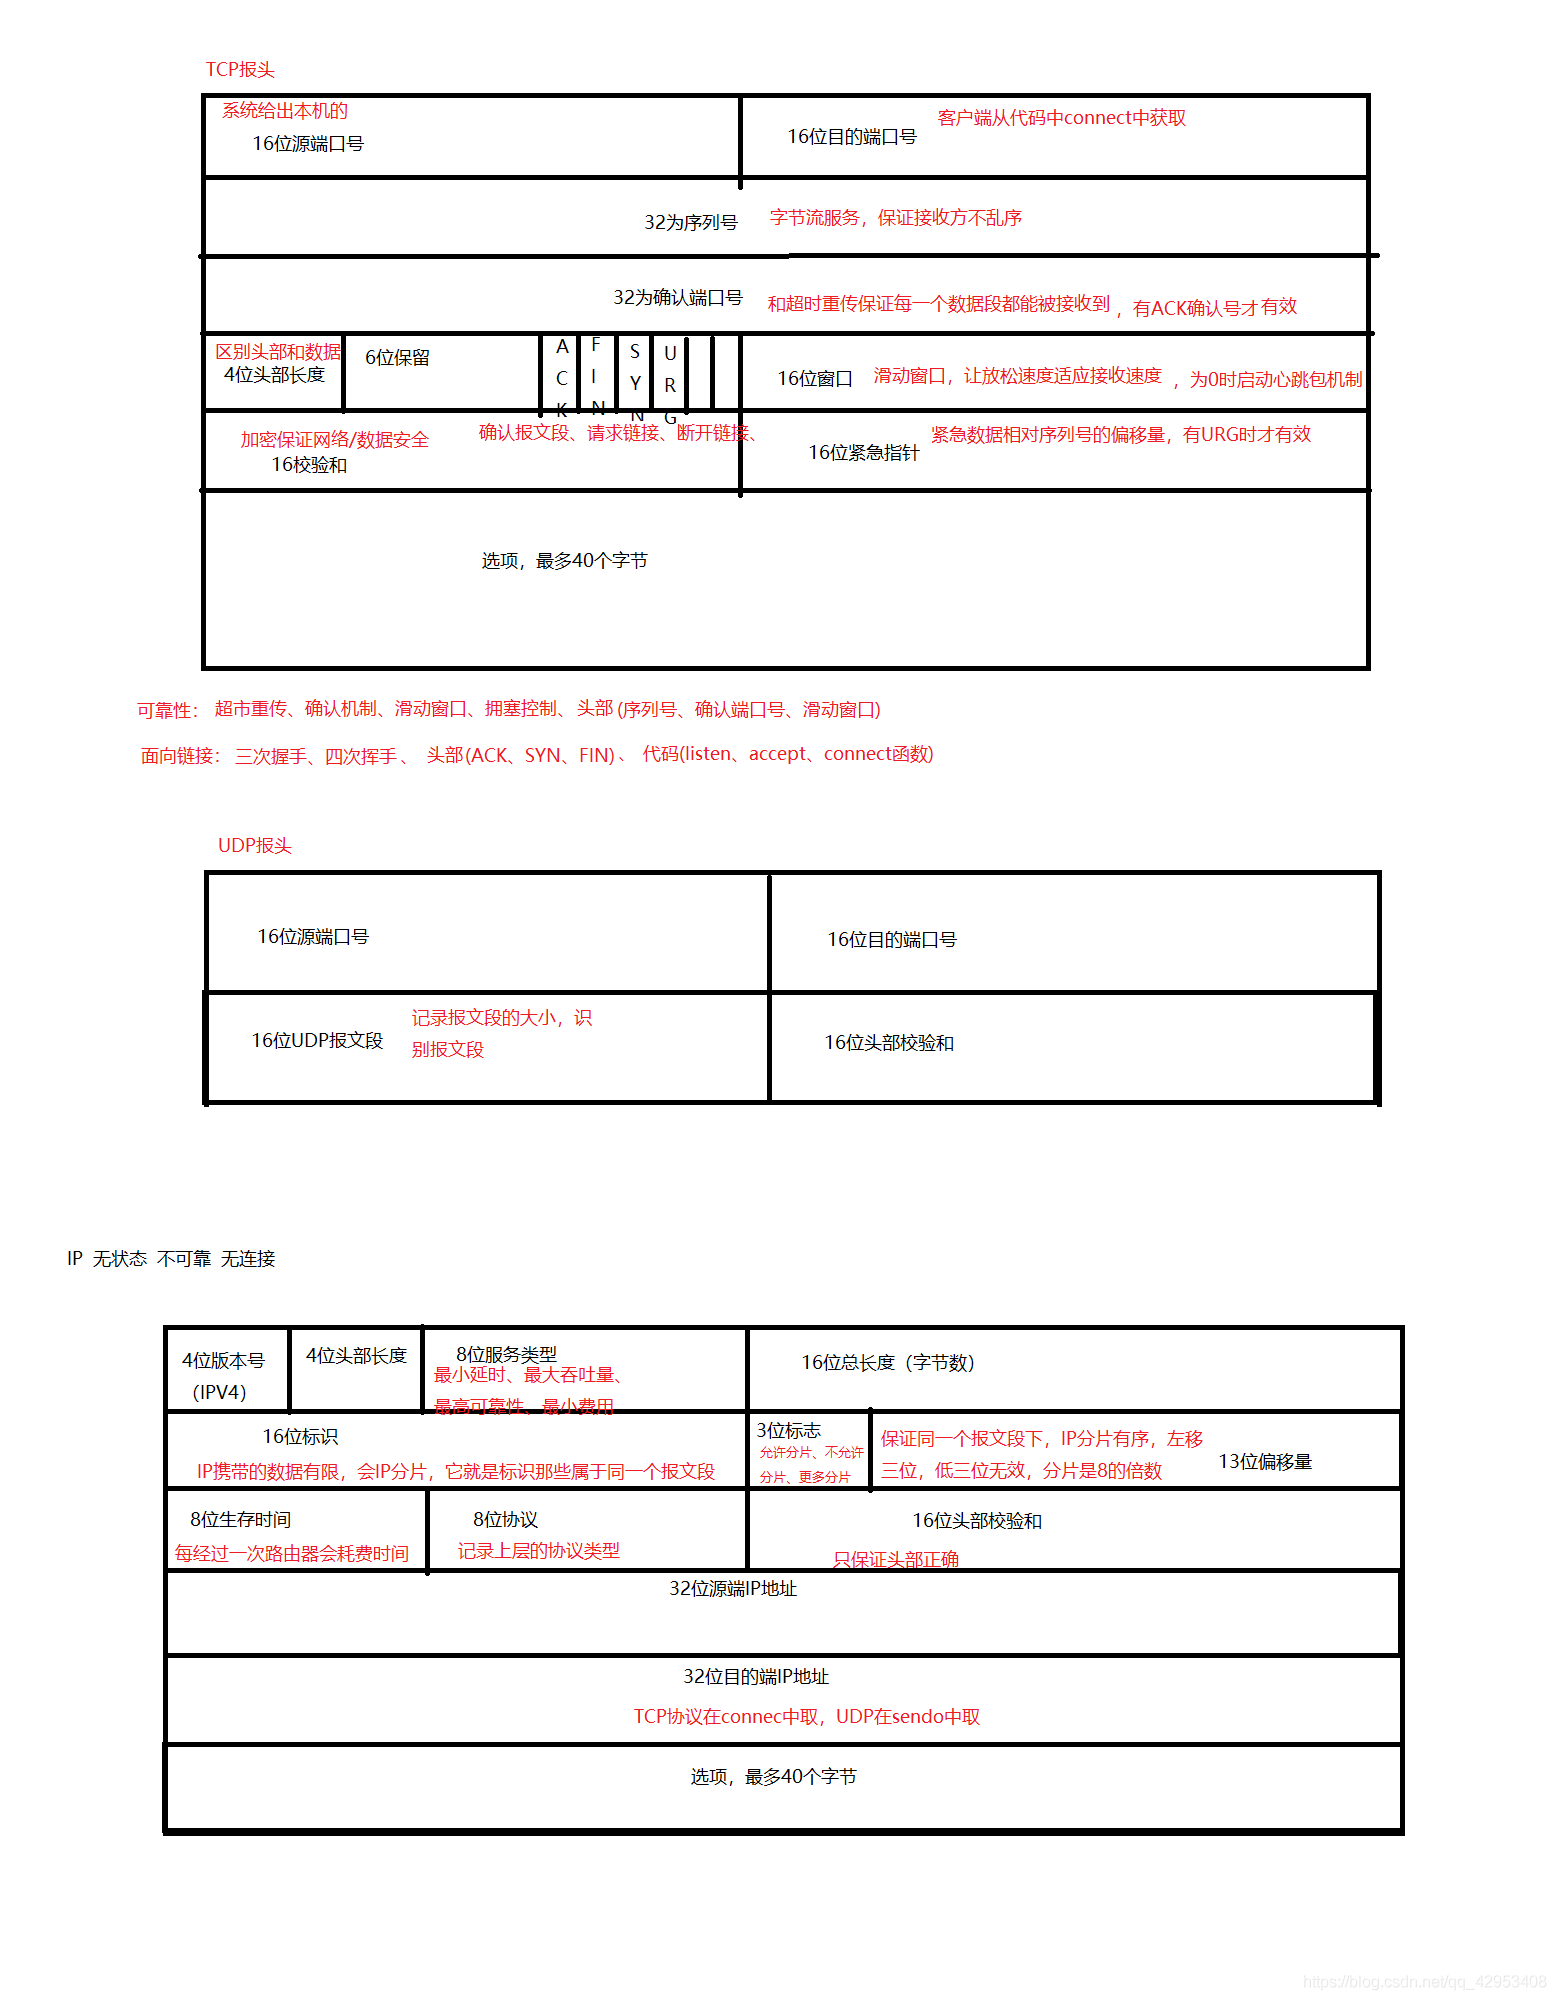 TCP报头
系统给出本机的
16位源端口号
16位目的端口号
客户端从代码中connect中获取
32为序列号
字节流服务，保证接收方不乱序
32为确认端口号
和超时重传保证每一个数据段都能被接收到，有ACK确认号才有效
区别头部和数据
4位头部长度
6位保留
ACK
FIN
SYN
URG
16位窗口
滑动窗口，让放松速度适应接收速度，为0时启动心跳包机制
加密保证网络/数据安全
16校验和
确认报文段、请求链接、断开链接、
16位紧急指针
紧急数据相对序列号的偏移量，有URG时才有效
选项，最多40个字节
可靠性：超市重传、确认机制、滑动窗口、拥塞控制、头部(序列号、确认端口号、滑动窗口)
面向链接：三次握手、四次挥手、头部(ACK、SYN、FIN)、代码(listen、accept、connect函数)
UDP报头
16位源端口号
16位目的端口号
16位UDP报文段
记录报文段的大小，识
别报文段
16位头部校验和
IP 无状态 不可靠 无连接
4位版本号
（IPV4）
4位头部长度
8位服务类型
最小延时、最大吞吐量、
最高可靠性、最小费用
16位总长度（字节数）
16位标识
IP携带的数据有限，会IP分片，它就是标识那些属于同一个报文段
3位标志
允许分片、不允许
分片、更多分片
保证同一个报文段下，IP分片有序，左移
三位，低三位无效，分片是8的倍数
13位偏移量
8位生存时间
每经过一次路由器会耗费时间
8位协议
记录上层的协议类型
16位头部校验和
只保证头部正确
32位源端IP地址
32位目的端IP地址
TCP协议在connec中取，UDP在sendo中取
选项，最多40个字节
https://blog.csdn.net/qq_42953408